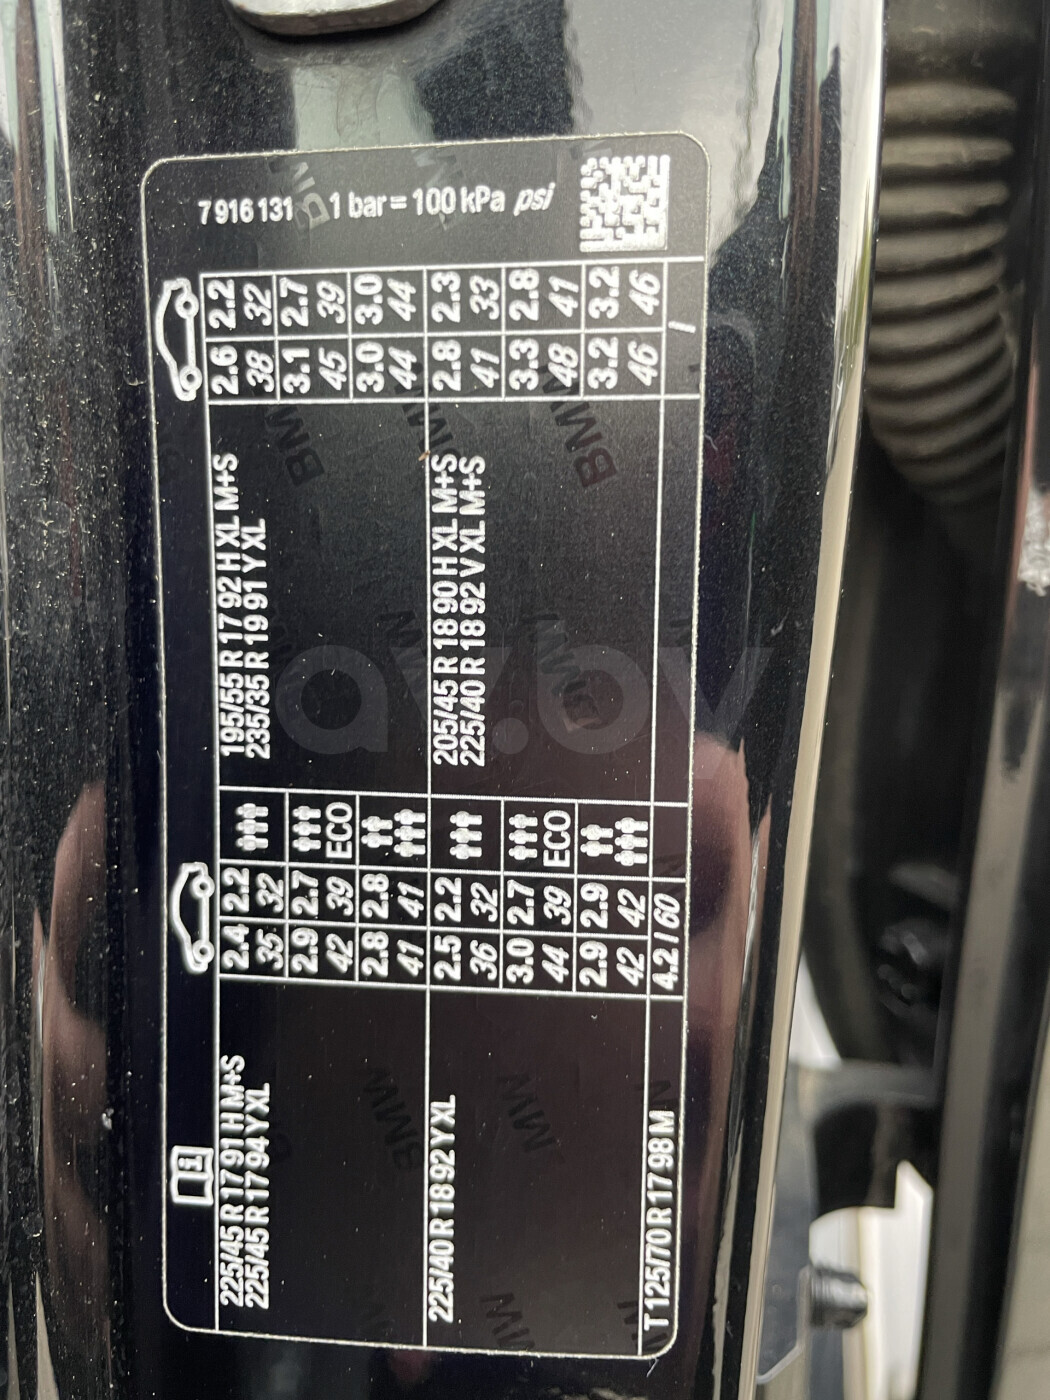 7 916 131 1 bar = 100 kPa psi
225/45 R 17 91 H M+S 2.4 2.2 195/55 R 17 92 H XL M+S 2.6 2.2
225/45 R 17 94 Y XL 35 32 235/35 R 19 91 Y XL 38 32
2.9 2.7 3.1 2.7
42 39 ECO 45 39
2.8 2.8 3.0 3.0
41 41 44 44
225/40 R 18 92 Y XL 2.5 2.2 205/45 R 18 90 H XL M+S 2.8 2.3
36 32 225/40 R 18 92 V XL M+S 41 33
3.0 2.7 3.3 2.8
44 39 ECO 48 41
2.9 2.9 3.2 3.2
42 42 46 46
T 125/70 R 17 98 M 4.2 / 60 /
BMW
BMW
BMW
av.by